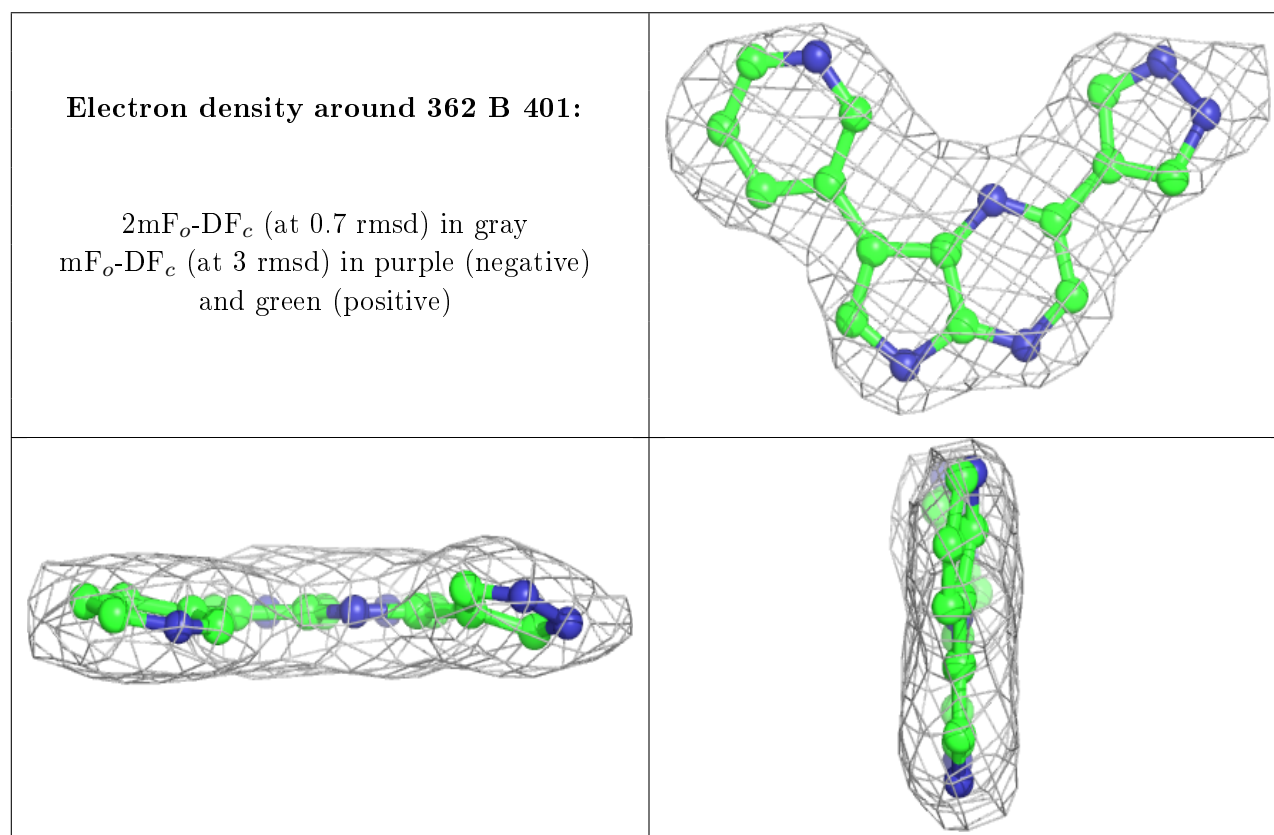 Electron density around 362 B 401:
2mFo-DFc (at 0.7 rmsd) in gray
mFo-DFc (at 3 rmsd) in purple (negative)
and green (positive)